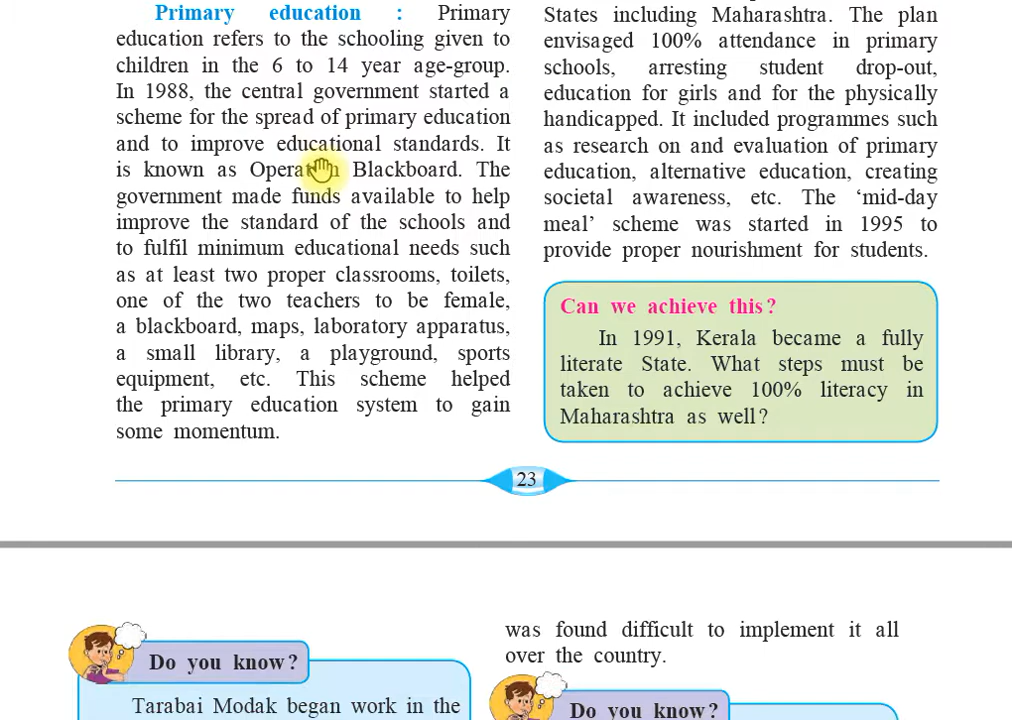 Primary education : Primary
education refers to the schooling given to
children in the 6 to 14 year age-group.
In 1988, the central government started a
scheme for the spread of primary education
and to improve educational standards. It
is known as Operation Blackboard. The
government made funds available to help
improve the standard of the schools and
to fulfil minimum educational needs such
as at least two proper classrooms, toilets,
one of the two teachers to be female,
a blackboard, maps, laboratory apparatus,
a small library, a playground, sports
equipment, etc. This scheme helped
the primary education system to gain
some momentum.
States including Maharashtra. The plan
envisaged 100% attendance in primary
schools, arresting student drop-out,
education for girls and for the physically
handicapped. It included programmes such
as research on and evaluation of primary
education, alternative education, creating
societal awareness, etc. The ‘mid-day
meal’ scheme was started in 1995 to
provide proper nourishment for students.
Can we achieve this?
In 1991, Kerala became a fully
literate State. What steps must be
taken to achieve 100% literacy in
Maharashtra as well?
23
Do you know?
Tarabai Modak began work in the
was found difficult to implement it all
over the country.
Do you know?